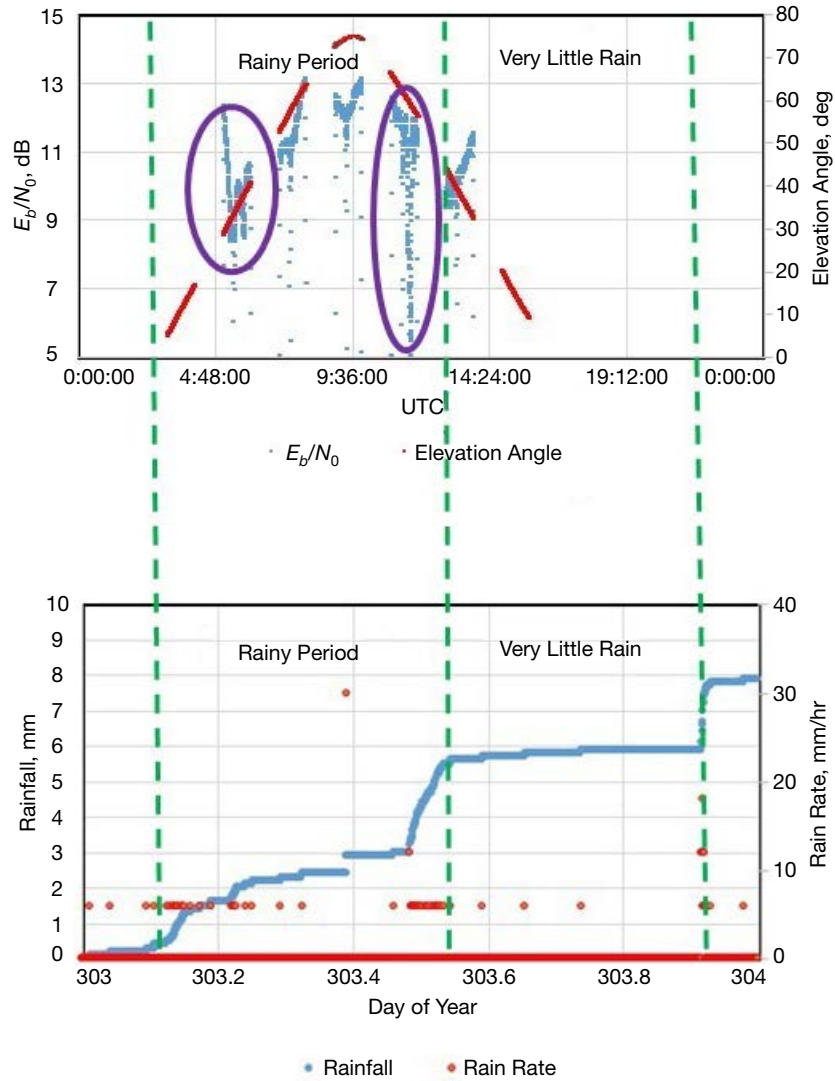 15
13
11
9
7
5
E_b/N_0, dB
80
70
60
50
40
30
20
10
0
Elevation Angle, deg
Rainy Period
Very Little Rain
0:00:00 4:48:00 9:36:00 14:24:00 19:12:00 0:00:00
UTC
E_b/N_0 Elevation Angle
10
9
8
7
6
5
4
3
2
1
0
Rainfall, mm
40
30
20
10
0
Rain Rate, mm/hr
Rainy Period
Very Little Rain
303 303.2 303.4 303.6 303.8 304
Day of Year
Rainfall Rain Rate